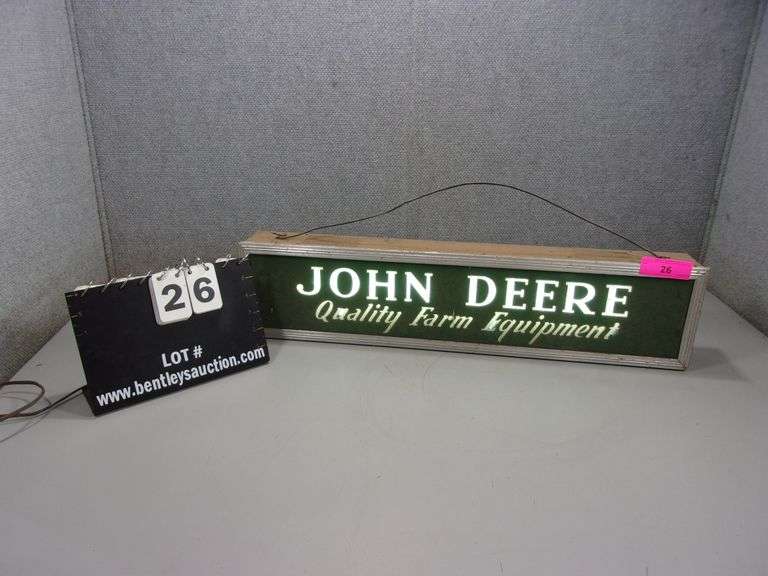 26
LOT #
www.bentleysauction.com
JOHN DEERE
Quality Farm Equipment
26